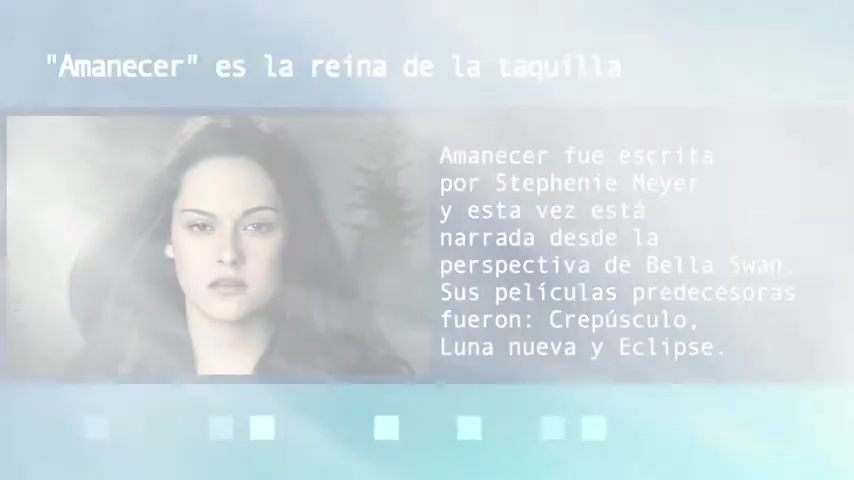 "Amanecer" es la reina de la taquilla
Amanecer fue escrita
por Stephenie Meyer
y esta vez está
narrada desde la
perspectiva de Bella Swan.
Sus películas predecesoras
fueron: Crepúsculo,
Luna nueva y Eclipse.